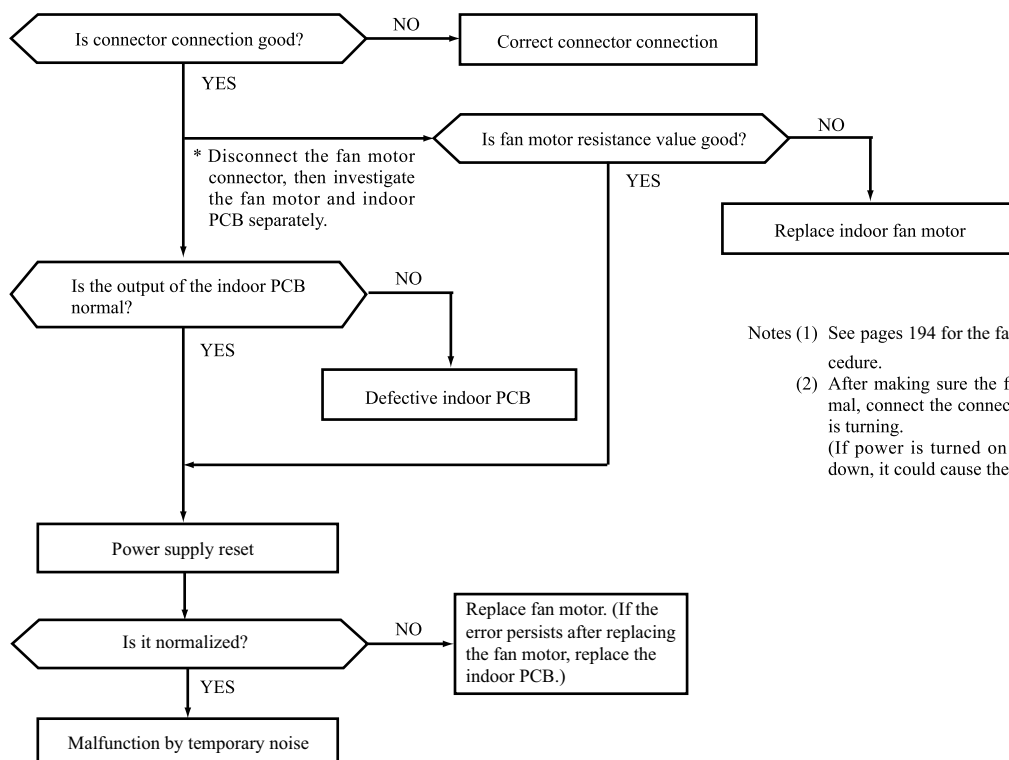 Is connector connection good?
NO
Correct connector connection
YES
Is fan motor resistance value good?
NO
* Disconnect the fan motor
connector, then investigate
the fan motor and indoor
PCB separately.
YES
Replace indoor fan motor
Is the output of the indoor PCB
normal?
NO
YES
Defective indoor PCB
Notes (1) See pages 194 for the fa
cedure.
(2) After making sure the f
mal, connect the connec
is turning.
(If power is turned on
down, it could cause the
Power supply reset
Is it normalized?
NO
Replace fan motor. (If the
error persists after replacing
the fan motor, replace the
indoor PCB.)
YES
Malfunction by temporary noise